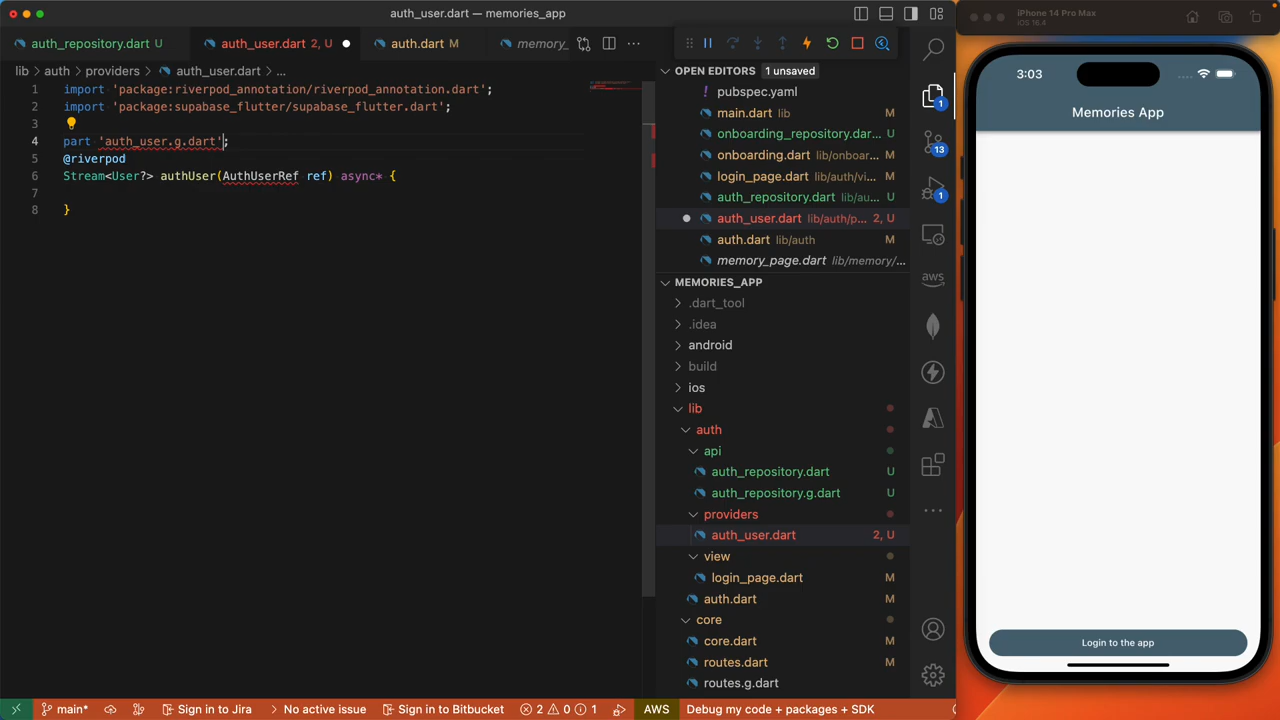 auth_user.dart — memories_app
auth_repository.dart U
auth_user.dart 2, U
auth.dart M
memory_
lib > auth > providers > auth_user.dart > ...
1 import 'package:riverpod_annotation/riverpod_annotation.dart';
2 import 'package:supabase_flutter/supabase_flutter.dart';
3
4 part 'auth_user.g.dart';
5 @riverpod
6 Stream<User?> authUser(AuthUserRef ref) async* {
7
8 }
OPEN EDITORS 1 unsaved
pubspec.yaml
main.dart lib
onboarding_repository.dar... U
onboarding.dart lib/onboar...
login_page.dart lib/auth/vi...
auth_repository.dart lib/au... U
auth_user.dart lib/auth/p... 2, U
auth.dart lib/auth M
memory_page.dart lib/memory/...
MEMORIES_APP
.dart_tool
.idea
android
build
ios
lib
auth
api
auth_repository.dart U
auth_repository.g.dart U
providers
auth_user.dart 2, U
view
login_page.dart M
auth.dart M
core
core.dart M
routes.dart M
routes.g.dart M
1
13
1
aws
main* Sign in to Jira No active issue Sign in to Bitbucket 2 0 1 AWS Debug my code + packages + SDK
iPhone 14 Pro Max
iOS 16.4
3:03
Memories App
Login to the app